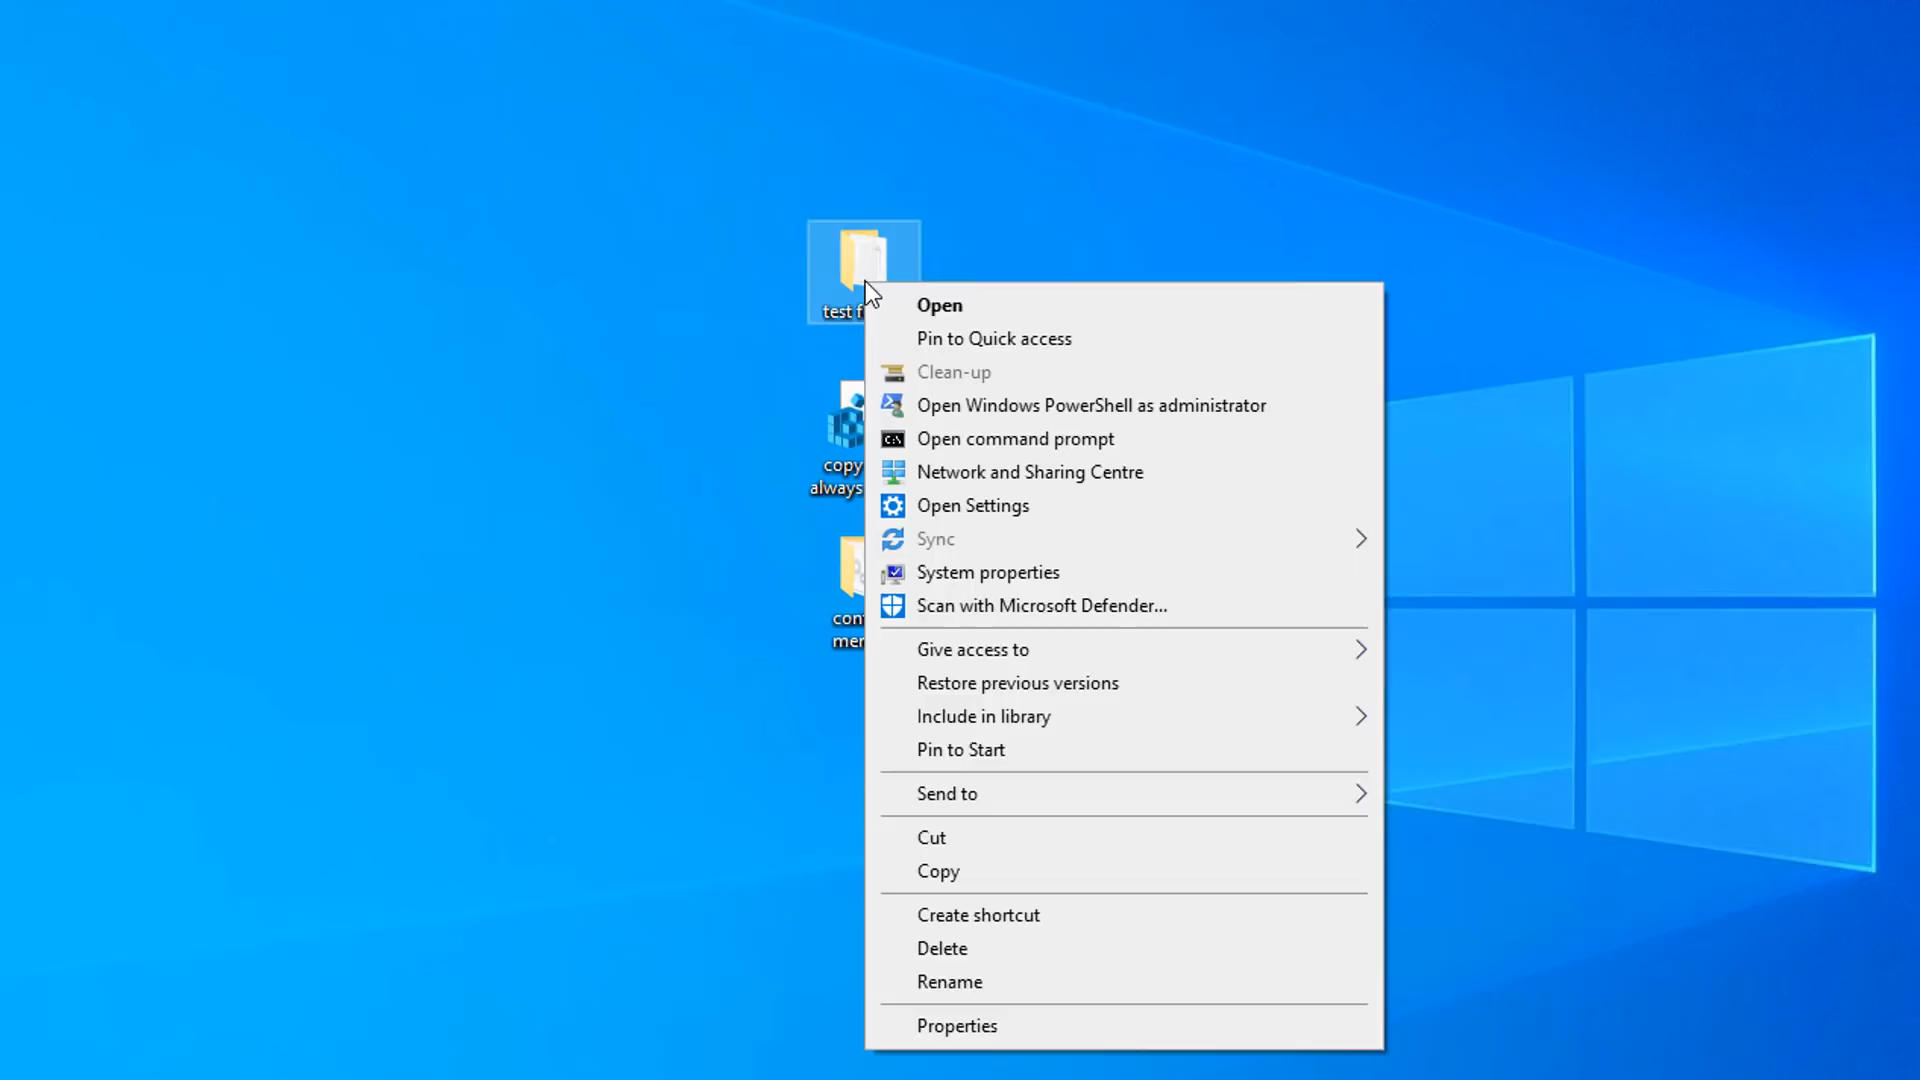 test f
Open
Pin to Quick access
Clean-up
Open Windows PowerShell as administrator
Open command prompt
Network and Sharing Centre
Open Settings
Sync
System properties
Scan with Microsoft Defender...
Give access to
Restore previous versions
Include in library
Pin to Start
Send to
Cut
Copy
Create shortcut
Delete
Rename
Properties
copy
always
con
mer